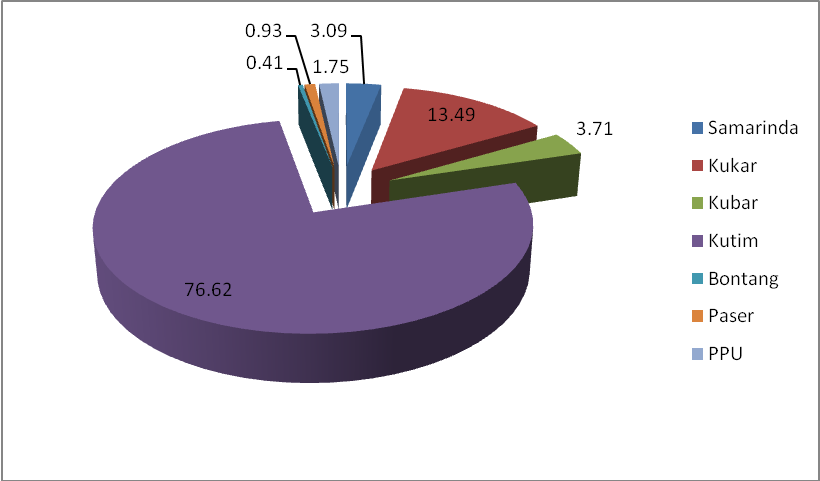 0.93
3.09
0.41
1.75
13.49
3.71
76.62
Samarinda
Kukar
Kubar
Kutim
Bontang
Paser
PPU